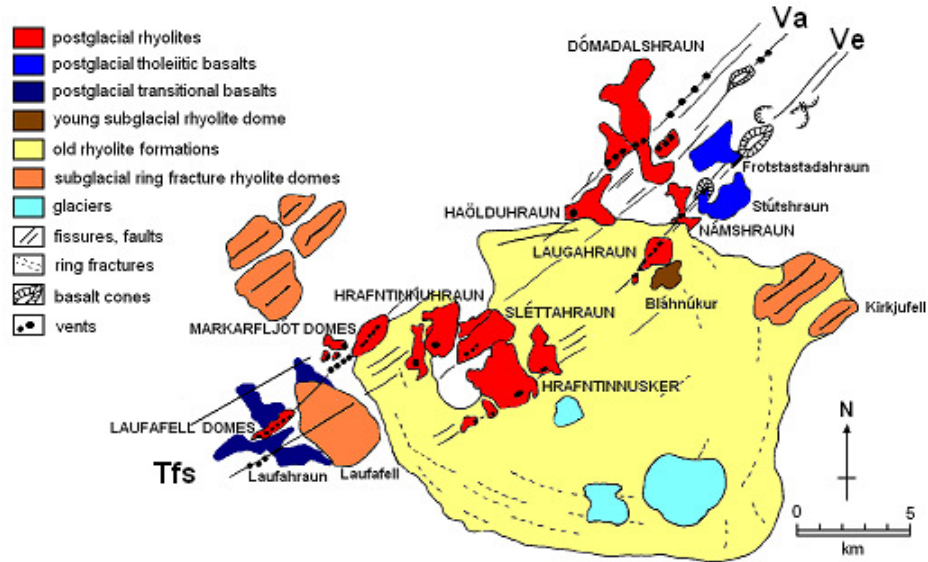 postglacial rhyolites
postglacial tholeiitic basalts
postglacial transitional basalts
young subglacial rhyolite dome
old rhyolite formations
subglacial ring fracture rhyolite domes
glaciers
fissures, faults
ring fractures
basalt cones
vents
Va
Ve
DÓMADALSHRAUN
Frotstastadahraun
Stútshraun
HAÖLDUHRAUN
NÁMSHRAUN
LAUGAHRAUN
Bláhnúkur
Kirkjufell
HRAFNTINNUHRAUN
SLÉTTAHRAUN
MARKARFLJÓT DOMES
HRAFNTINNUSKER
LAUFAFELL DOMES
Tfs
Laufahraun
Laufafell
N
0 5
km